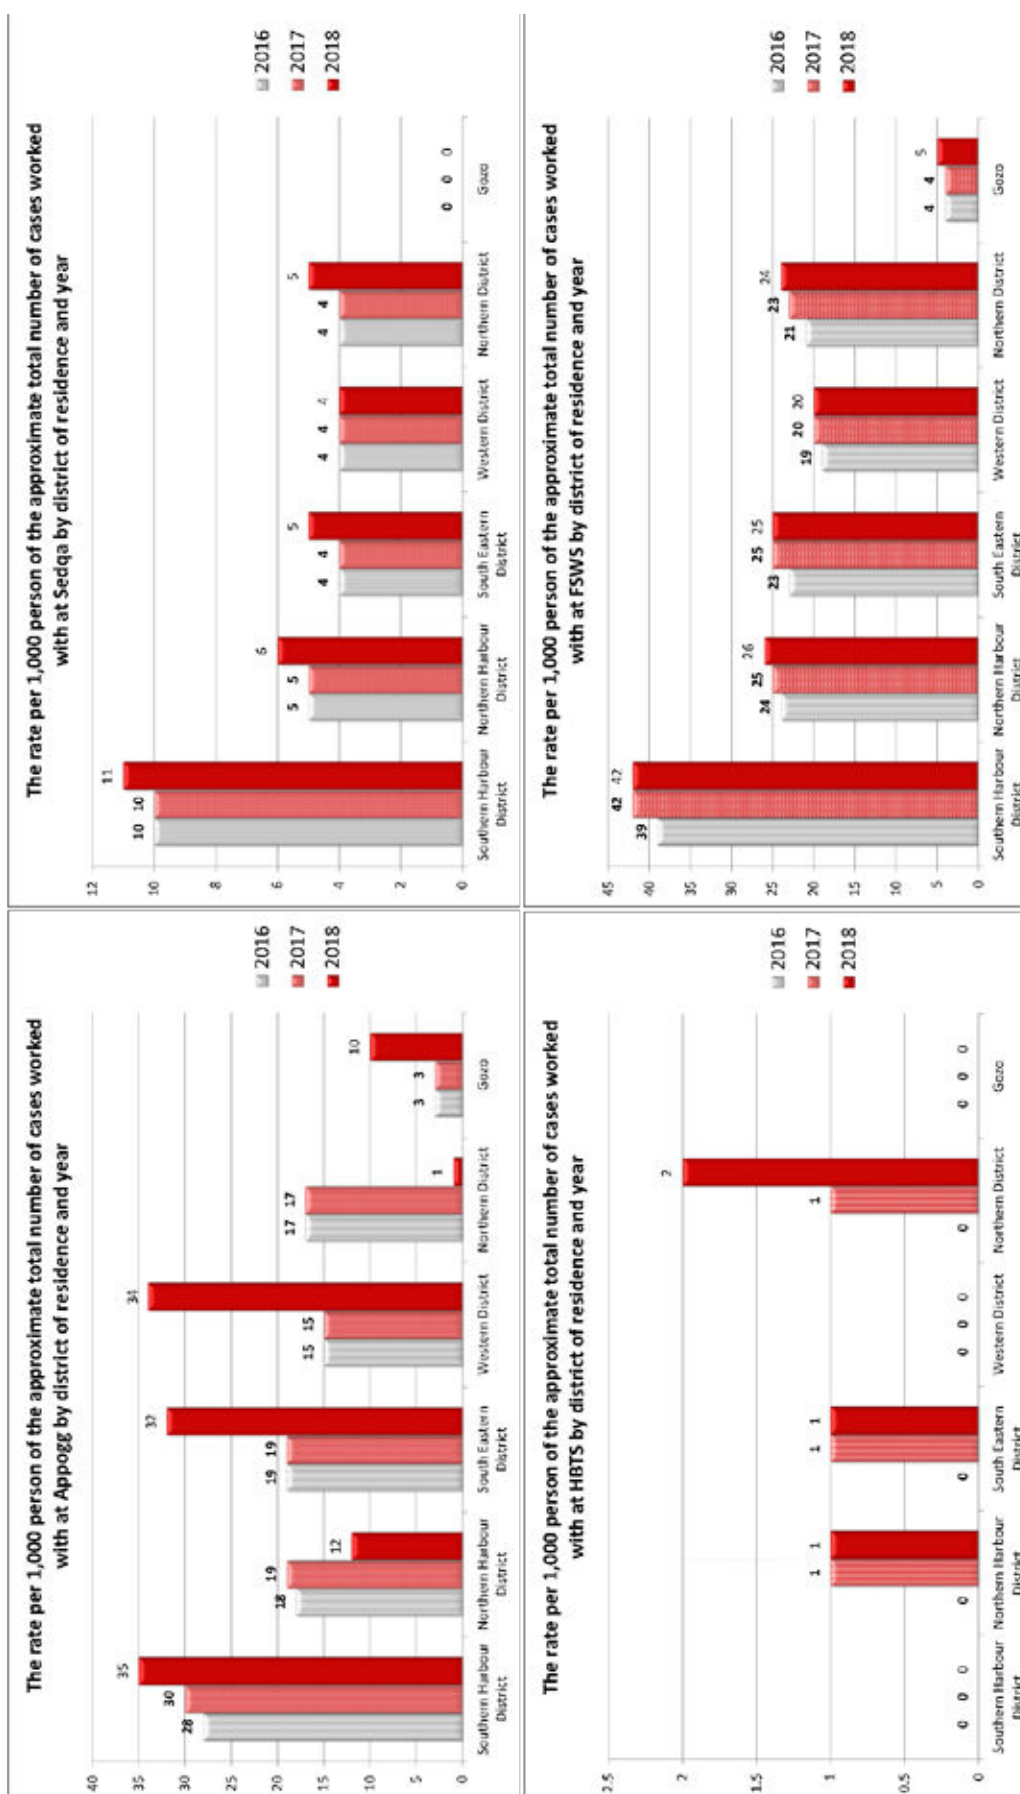 The rate per 1,000 person of the approximate total number of cases worked
with at Appogg by district of residence and year
40
35
30
25
20
15
10
5
0
28 30 35
18 19 12
19 19 32
15 15 34
17 17 1
3 3 10
Southern Harbour
District
Northern Harbour
District
South Eastern
District
Western District
Northern District
Gozo
2016
2017
2018
The rate per 1,000 person of the approximate total number of cases worked
with at Sedqa by district of residence and year
12
10
8
6
4
2
0
10 10 11
5 5 6
4 4 5
4 4 4
4 4 5
0 0 0
Southern Harbour
District
Northern Harbour
District
South Eastern
District
Western District
Northern District
Gozo
2016
2017
2018
The rate per 1,000 person of the approximate total number of cases worked
with at HBTS by district of residence and year
2.5
2
1.5
1
0.5
0
0 0 0
0 1 1
0 1 1
0 0 0
0 1 2
0 0 0
Southern Harbour
District
Northern Harbour
District
South Eastern
District
Western District
Northern District
Gozo
2016
2017
2018
The rate per 1,000 person of the approximate total number of cases worked
with at FSWS by district of residence and year
45
40
35
30
25
20
15
10
5
0
39 42 42
24 25 26
23 25 25
19 20 20
21 23 24
4 4 5
Southern Harbour
District
Northern Harbour
District
South Eastern
District
Western District
Northern District
Gozo
2016
2017
2018